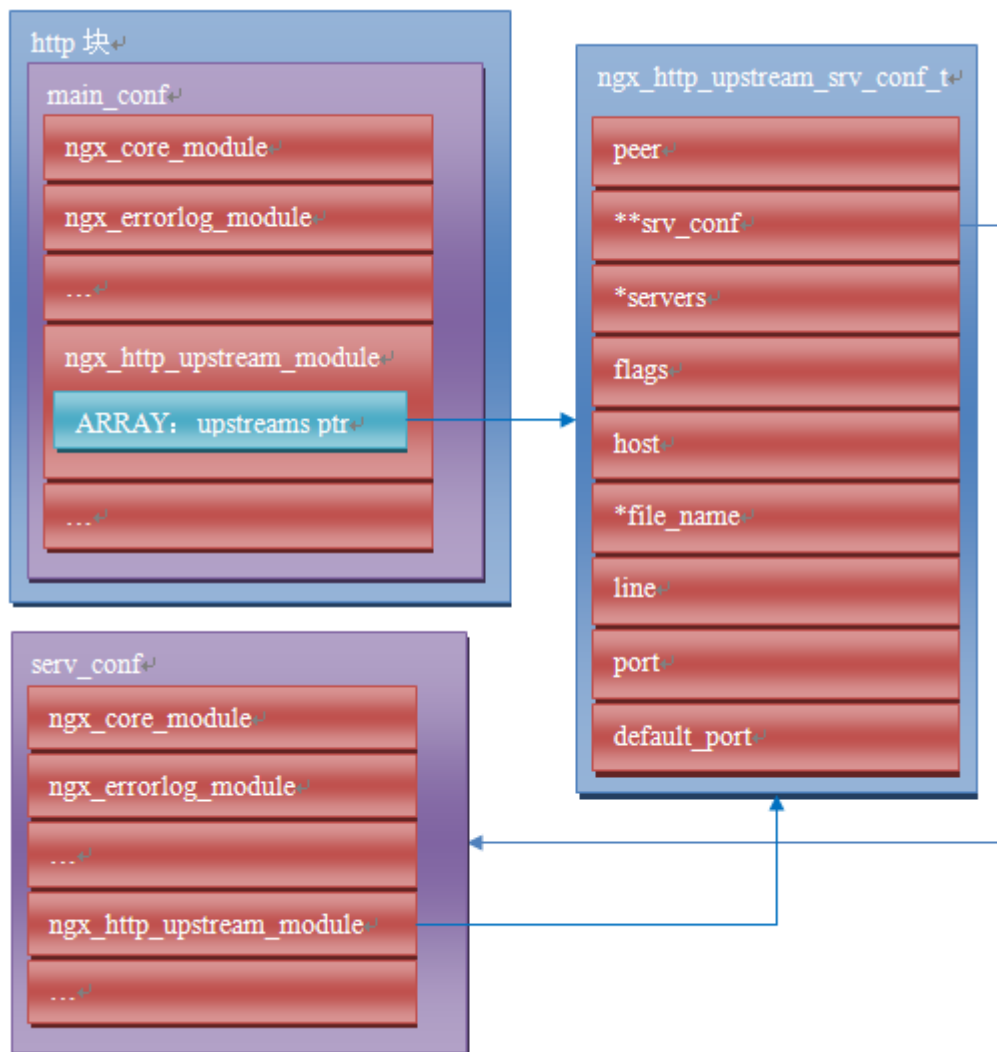 http 块
main_conf
ngx_core_module
ngx_errorlog_module
…
ngx_http_upstream_module
ARRAY：upstreams ptr
…
ngx_http_upstream_srv_conf_t
peer
**srv_conf
*servers
flags
host
*file_name
line
port
default_port
serv_conf
ngx_core_module
ngx_errorlog_module
…
ngx_http_upstream_module
…